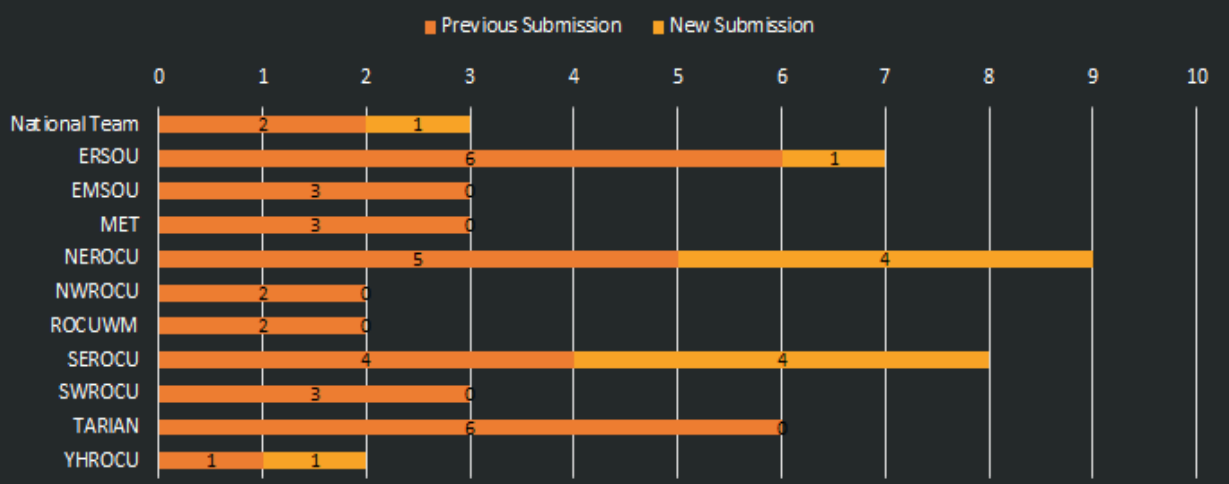 Previous Submission New Submission
0 1 2 3 4 5 6 7 8 9 10
National Team 2 1
ERSOU 6 1
EMSOU 3 0
MET 3 0
NEROCU 5 4
NWROCU 2 0
ROCUWM 2 0
SEROCU 4 4
SWROCU 3 0
TARIAN 6 0
YHROCU 1 1